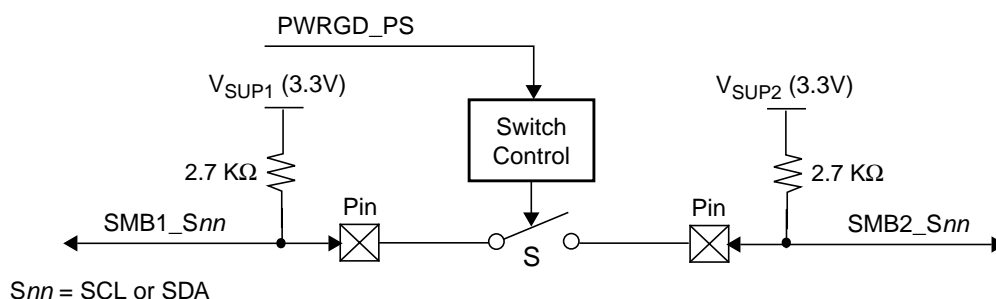 PWRGD_PS
VSUP1 (3.3V)
VSUP2 (3.3V)
Switch
Control
2.7 KΩ
2.7 KΩ
Pin
Pin
SMB1_Snn
SMB2_Snn
S
Snn = SCL or SDA